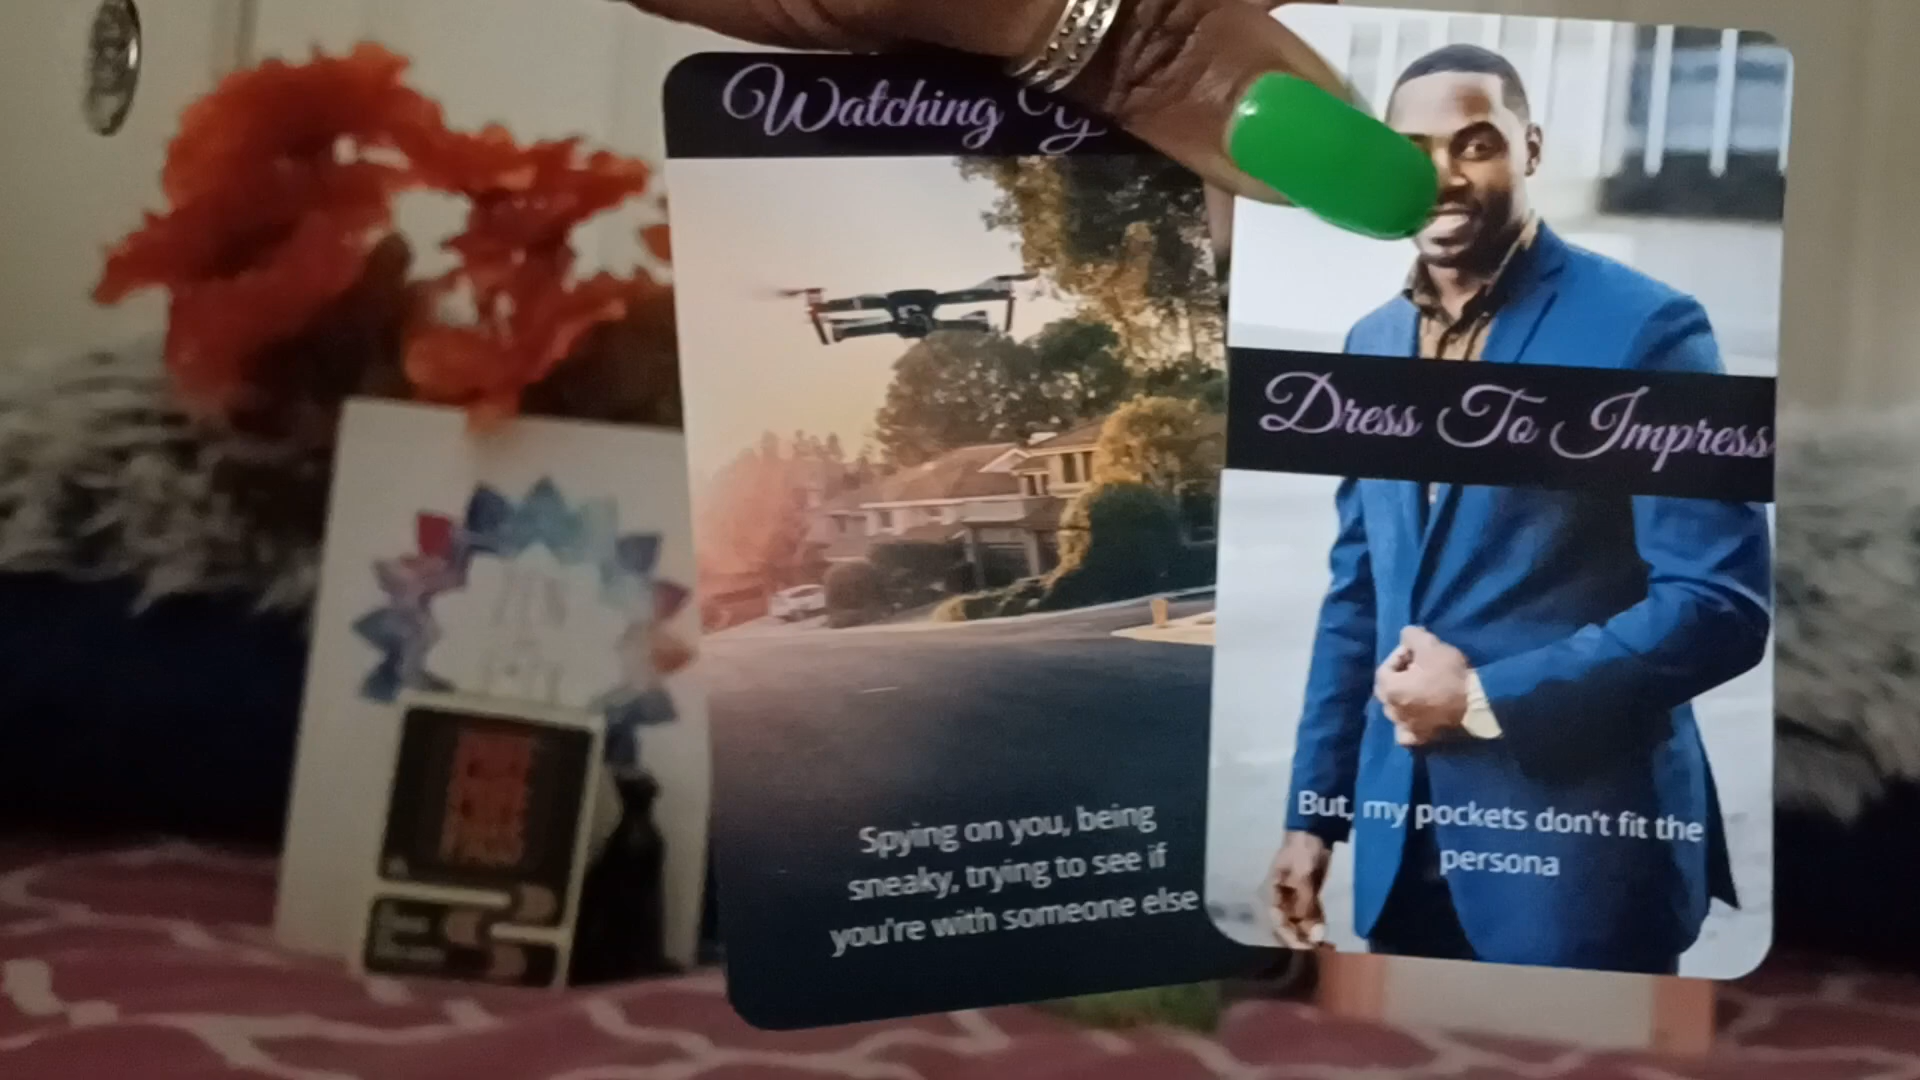 Watching
Spying on you, being
sneaky, trying to see if
you're with someone else
Dress To Impress
But, my pockets don't fit the
persona